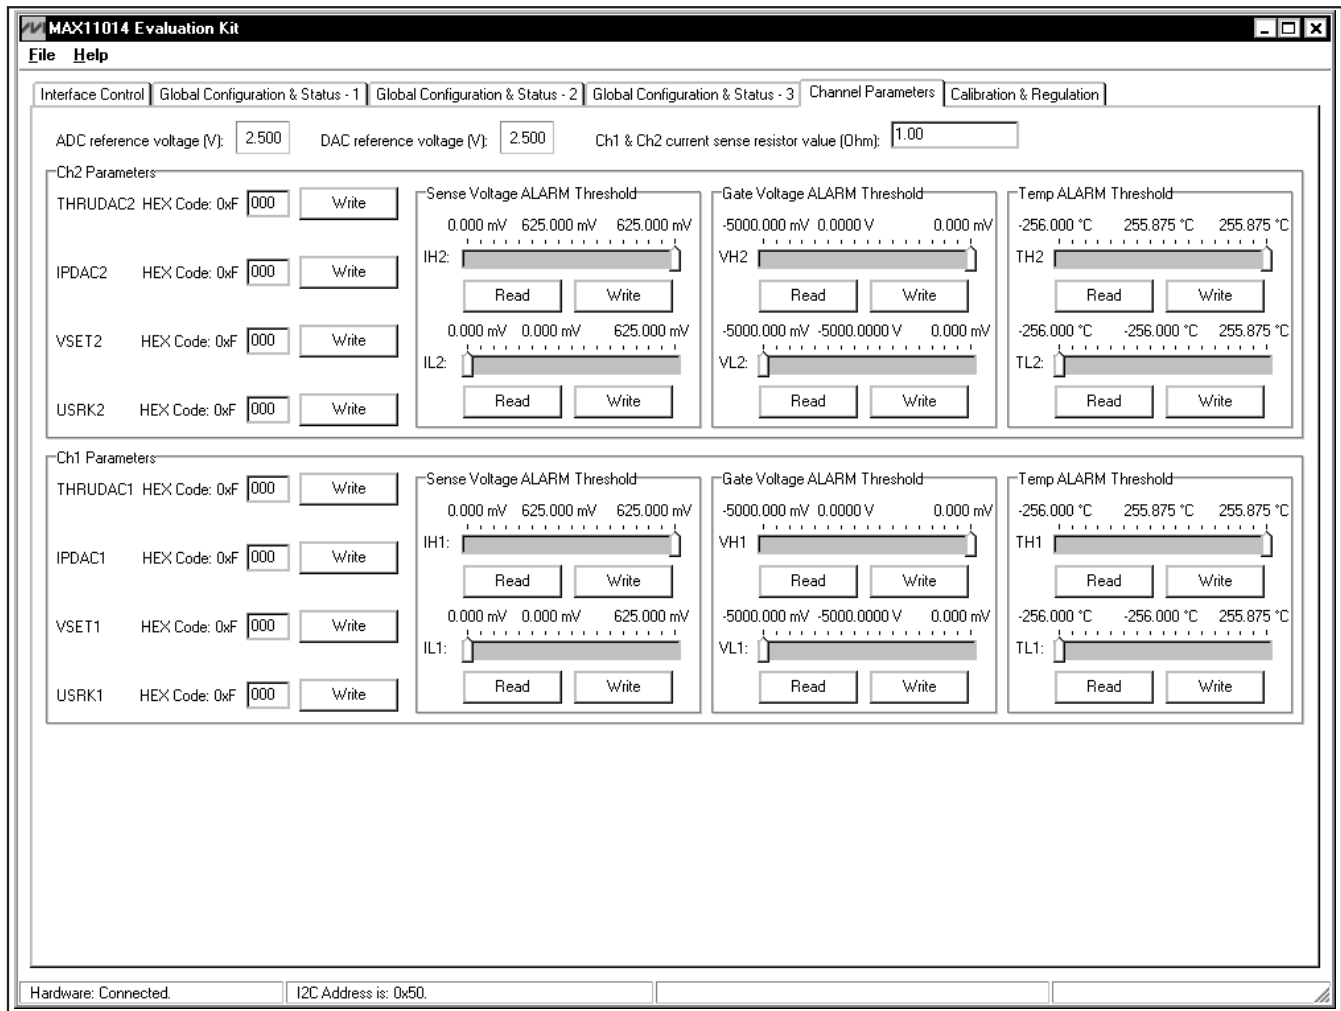 MAX11014 Evaluation Kit
File Help
Interface Control Global Configuration & Status - 1 Global Configuration & Status - 2 Global Configuration & Status - 3 Channel Parameters Calibration & Regulation
ADC reference voltage (V): 2.500 DAC reference voltage (V): 2.500 Ch1 & Ch2 current sense resistor value (Ohm): 1.00
Ch2 Parameters
THRUDAC2 HEX Code: 0xF 000 Write
IPDAC2 HEX Code: 0xF 000 Write
VSET2 HEX Code: 0xF 000 Write
USRK2 HEX Code: 0xF 000 Write
Sense Voltage ALARM Threshold
0.000 mV 625.000 mV 625.000 mV
IH2:
Read Write
0.000 mV 0.000 mV 625.000 mV
IL2:
Read Write
Gate Voltage ALARM Threshold
-5000.000 mV 0.0000 V 0.000 mV
VH2
Read Write
-5000.000 mV -5000.0000 V 0.000 mV
VL2:
Read Write
Temp ALARM Threshold
-256.000 °C 255.875 °C 255.875 °C
TH2
Read Write
-256.000 °C -256.000 °C 255.875 °C
TL2:
Read Write
Ch1 Parameters
THRUDAC1 HEX Code: 0xF 000 Write
IPDAC1 HEX Code: 0xF 000 Write
VSET1 HEX Code: 0xF 000 Write
USRK1 HEX Code: 0xF 000 Write
Sense Voltage ALARM Threshold
0.000 mV 625.000 mV 625.000 mV
IH1:
Read Write
0.000 mV 0.000 mV 625.000 mV
IL1:
Read Write
Gate Voltage ALARM Threshold
-5000.000 mV 0.0000 V 0.000 mV
VH1
Read Write
-5000.000 mV -5000.0000 V 0.000 mV
VL1:
Read Write
Temp ALARM Threshold
-256.000 °C 255.875 °C 255.875 °C
TH1
Read Write
-256.000 °C -256.000 °C 255.875 °C
TL1:
Read Write
Hardware: Connected. I2C Address is: 0x50.